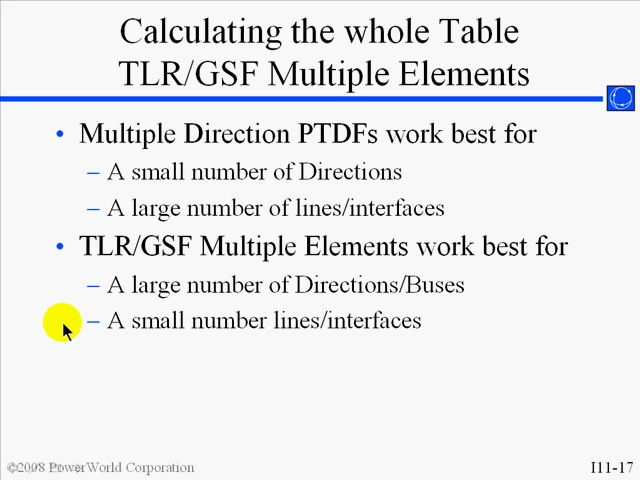 Calculating the whole Table
TLR/GSF Multiple Elements
• Multiple Direction PTDFs work best for
– A small number of Directions
– A large number of lines/interfaces
• TLR/GSF Multiple Elements work best for
– A large number of Directions/Buses
– A small number lines/interfaces
©2008 PowerWorld Corporation
I11-17